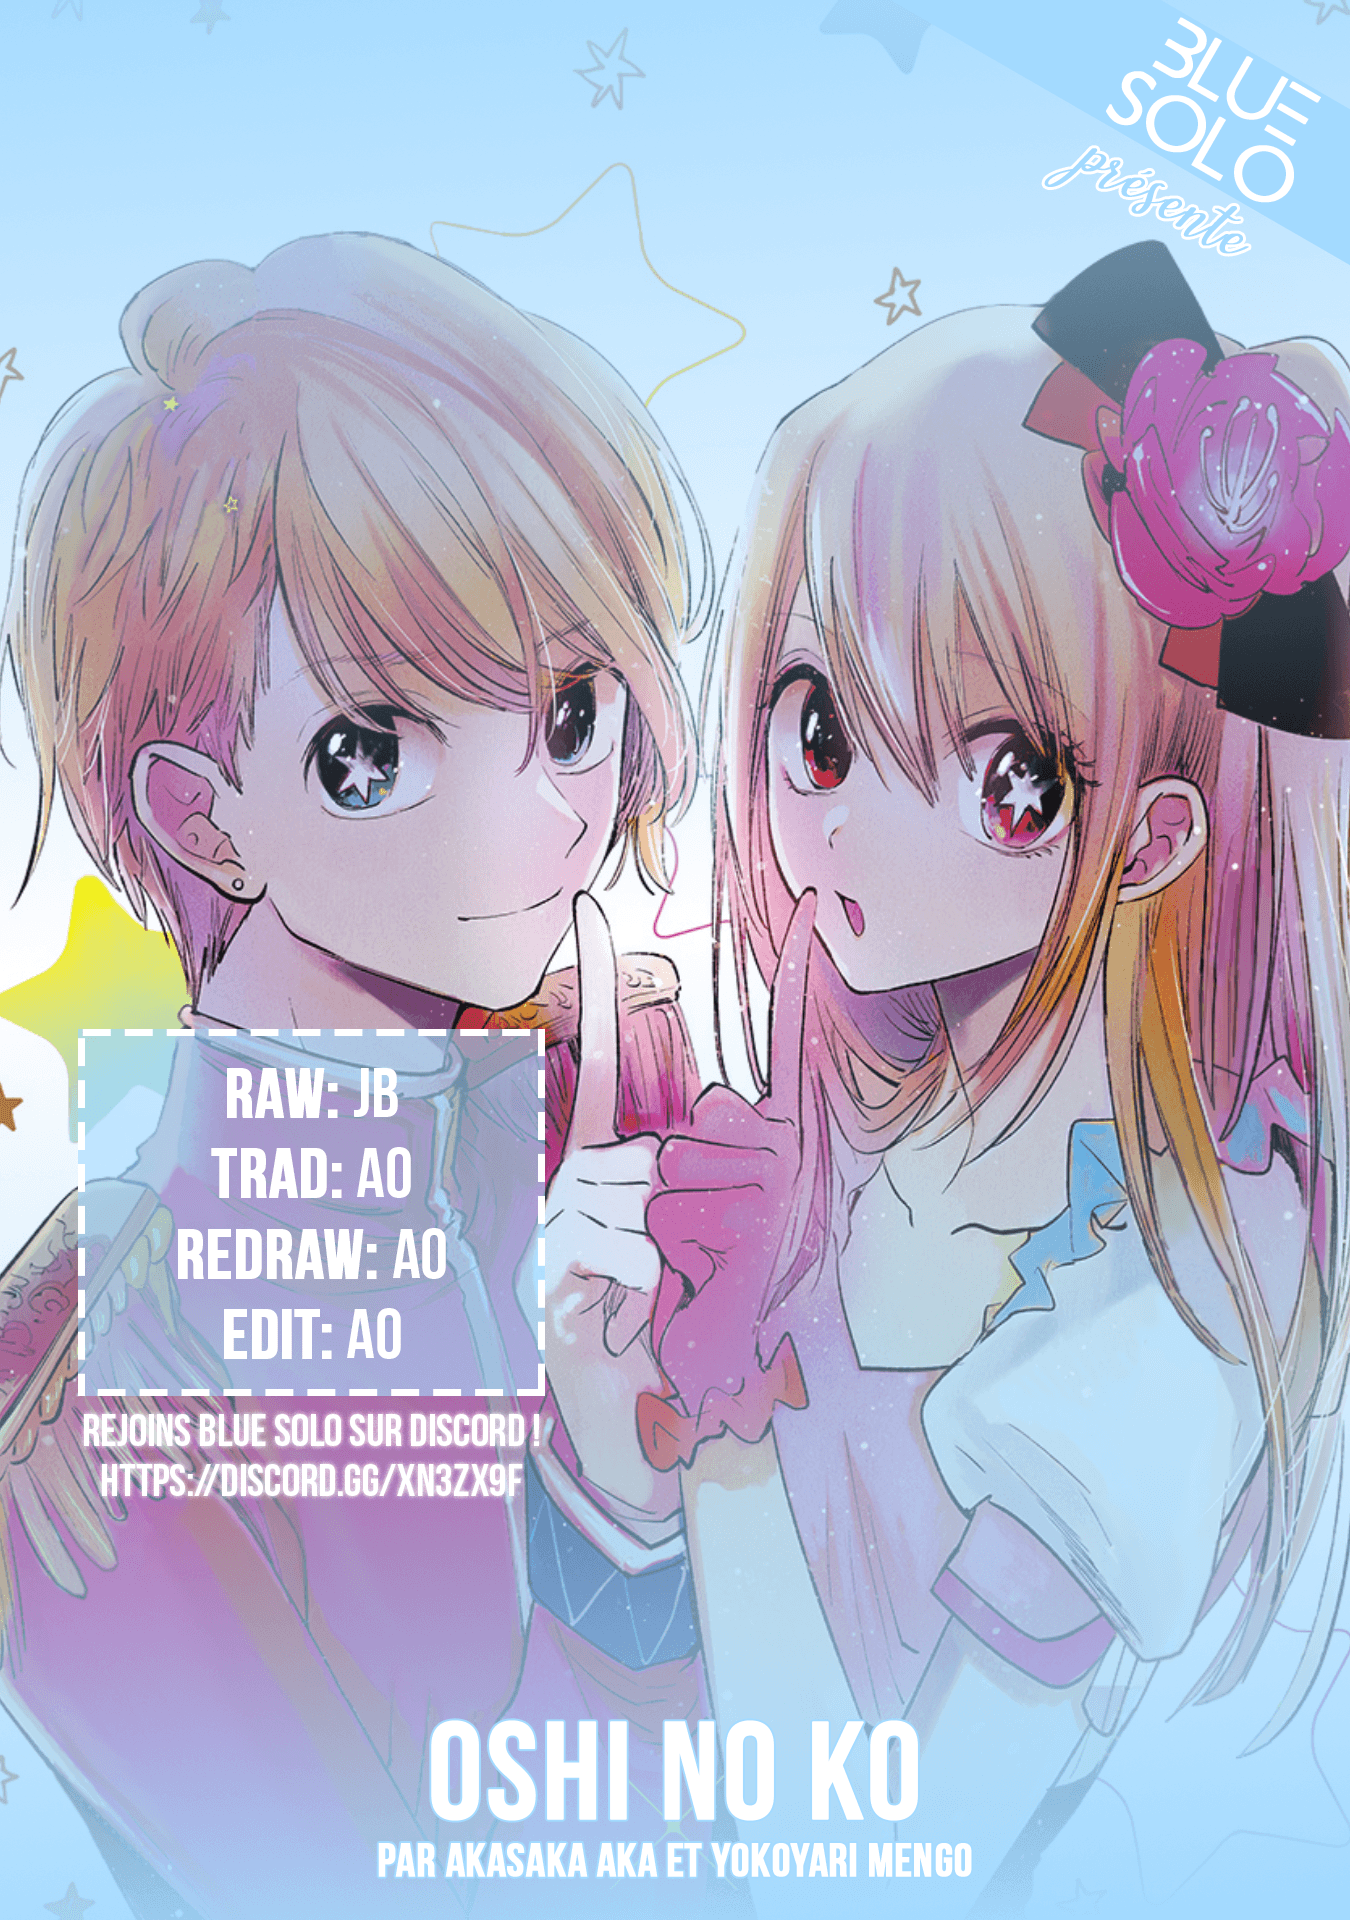 BLUE
SOLO
présente
RAW: JB
TRAD: AO
REDRAW: AO
EDIT: AO
REJOINS BLUE SOLO SUR DISCORD !
HTTPS://DISCORD.GG/XN3ZX9F
OSHI NO KO
PAR AKASAKA AKA ET YOKOYARI MENGO